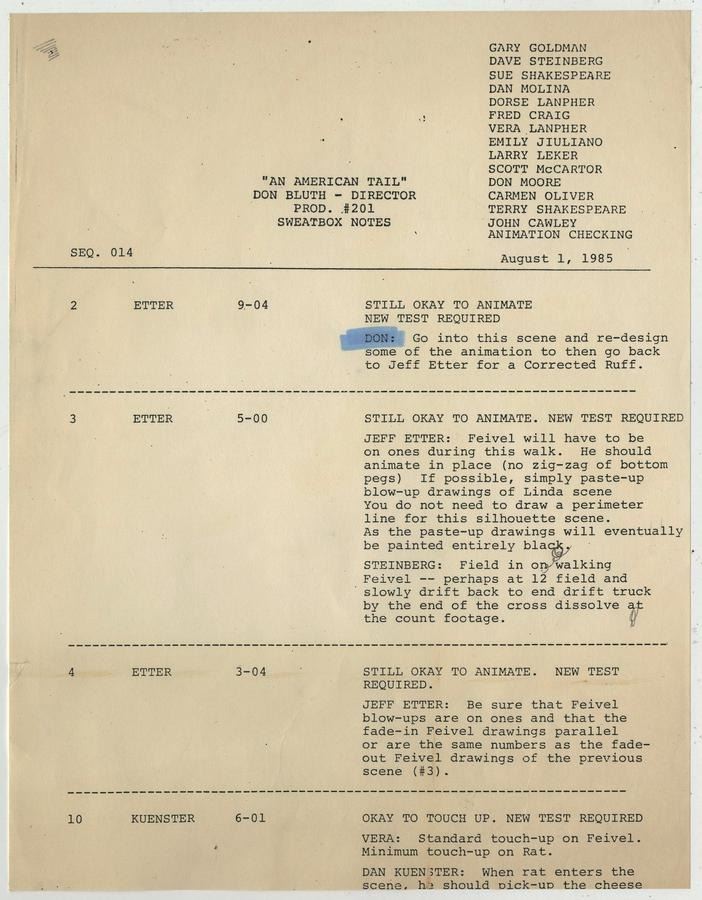 GARY GOLDMAN
DAVE STEINBERG
SUE SHAKESPEARE
DAN MOLINA
DORSE LANPHER
FRED CRAIG
VERA LANPHER
EMILY JIULIANO
LARRY LEKER
SCOTT McCARTOR
DON MOORE
CARMEN OLIVER
TERRY SHAKESPEARE
JOHN CAWLEY
ANIMATION CHECKING
"AN AMERICAN TAIL"
DON BLUTH - DIRECTOR
PROD. #201
SWEATBOX NOTES
SEQ. 014
August 1, 1985
2 ETTER 9-04 STILL OKAY TO ANIMATE
NEW TEST REQUIRED
DON: Go into this scene and re-design
some of the animation to then go back
to Jeff Etter for a Corrected Ruff.
3 ETTER 5-00 STILL OKAY TO ANIMATE. NEW TEST REQUIRED
JEFF ETTER: Feivel will have to be
on ones during this walk. He should
animate in place (no zig-zag of bottom
pegs) If possible, simply paste-up
blow-up drawings of Linda scene
You do not need to draw a perimeter
line for this silhouette scene.
As the paste-up drawings will eventually
be painted entirely black.
STEINBERG: Field in on walking
Feivel -- perhaps at 12 field and
slowly drift back to end drift truck
by the end of the cross dissolve at
the count footage.
4 ETTER 3-04 STILL OKAY TO ANIMATE. NEW TEST
REQUIRED.
JEFF ETTER: Be sure that Feivel
blow-ups are on ones and that the
fade-in Feivel drawings parallel
or are the same numbers as the fade-
out Feivel drawings of the previous
scene (#3).
10 KUENSTER 6-01 OKAY TO TOUCH UP. NEW TEST REQUIRED
VERA: Standard touch-up on Feivel.
Minimum touch-up on Rat.
DAN KUENSTER: When rat enters the
scene, he should pick-up the cheese